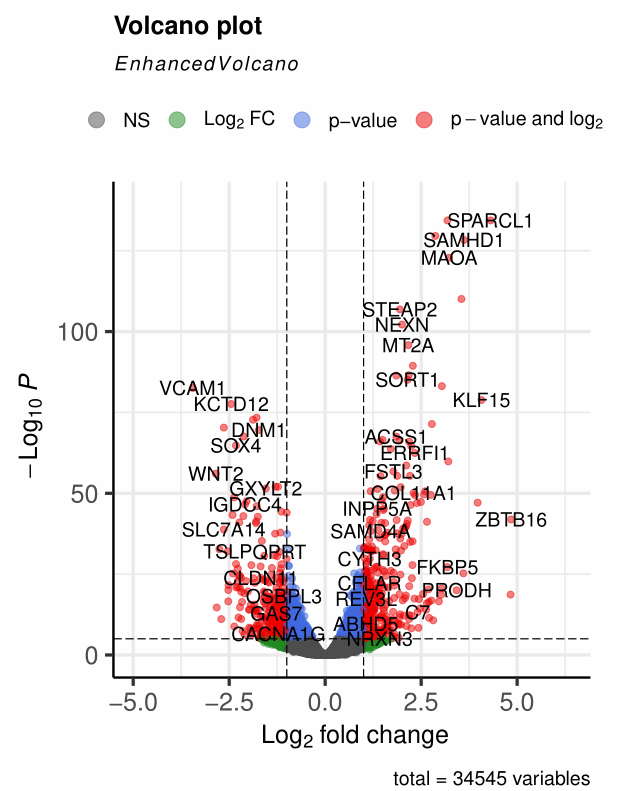 Volcano plot
EnhancedVolcano
NS Log2 FC p−value p − value and log2
SPARCL1
SAMHD1
MAOA
STEAP2
NEXN
100
MT2A
SORT1
VCAM1
KLF15
KCTD12
DNM1
ACSS1
SOX4
ERRFI1
WNT2
FSTL3
GXYLT2
COL11A1
50
IGDCC4
INPP5A
ZBTB16
SLC7A14
SAMD4A
TSLP
QPRT
CYTH3
FKBP5
CLDN11
CFLAR
PRODH
OSBPL3
REV3L
GAS7
C7
ABHD5
CACNA1G
NRXN3
0
−Log10 P
−5.0 −2.5 0.0 2.5 5.0
Log2 fold change
total = 34545 variables